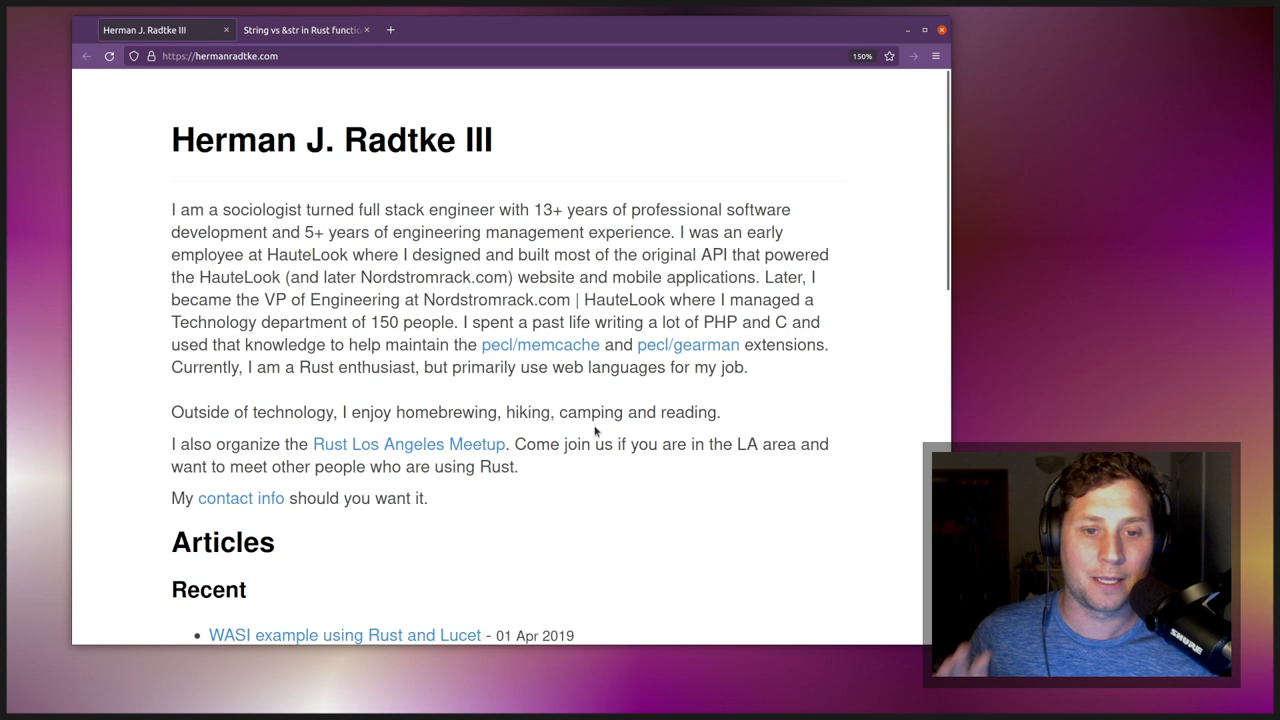 Herman J. Radtke III
String vs &str in Rust functio
https://hermanradtke.com
150%
Herman J. Radtke III
I am a sociologist turned full stack engineer with 13+ years of professional software
development and 5+ years of engineering management experience. I was an early
employee at HauteLook where I designed and built most of the original API that powered
the HauteLook (and later Nordstromrack.com) website and mobile applications. Later, I
became the VP of Engineering at Nordstromrack.com | HauteLook where I managed a
Technology department of 150 people. I spent a past life writing a lot of PHP and C and
used that knowledge to help maintain the pecl/memcache and pecl/gearman extensions.
Currently, I am a Rust enthusiast, but primarily use web languages for my job.
Outside of technology, I enjoy homebrewing, hiking, camping and reading.
I also organize the Rust Los Angeles Meetup. Come join us if you are in the LA area and
want to meet other people who are using Rust.
My contact info should you want it.
Articles
Recent
• WASI example using Rust and Lucet - 01 Apr 2019
SHURE